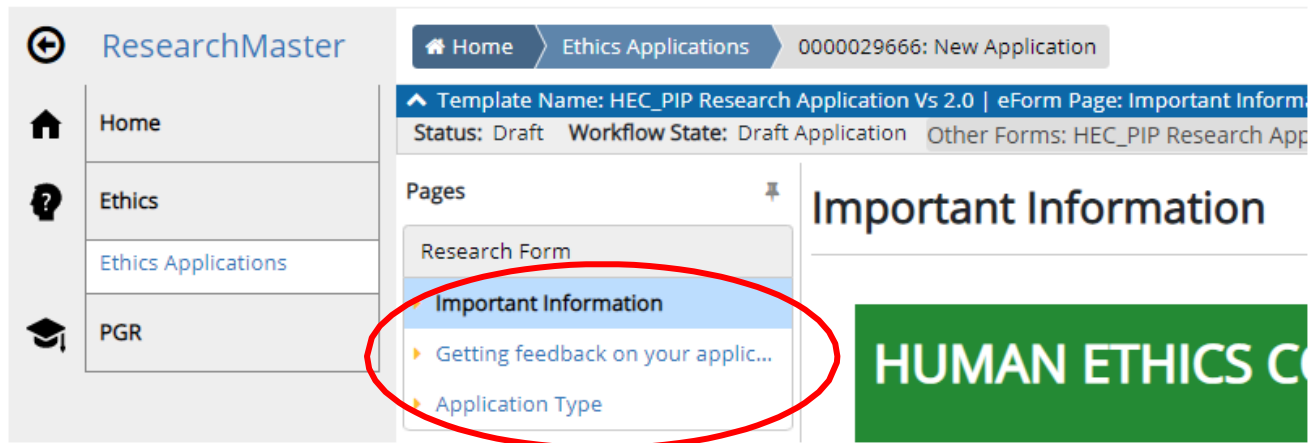 ResearchMaster
Home
Ethics
Ethics Applications
PGR
Home Ethics Applications 0000029666: New Application
Template Name: HEC_PIP Research Application Vs 2.0 | eForm Page: Important
Status: Draft Workflow State: Draft Application Other Forms: HEC_PIP Research
Pages
Research Form
Important Information
Getting feedback on your applic...
Application Type
Important Information
HUMAN ETHICS